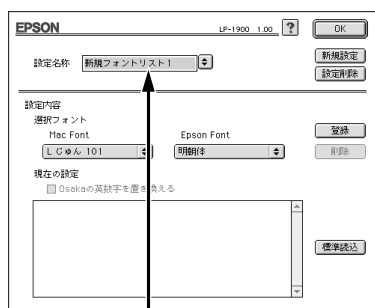 EPSON LP-1900 1.00 ? OK
設定名称 新規フォントリスト1 新規設定
設定削除
設定内容
選択フォント
Mac Font Epson Font 登録
Lじゅん 101 明朝体 削除
現在の設定
Osakaの英数字を置き換える
標準読込